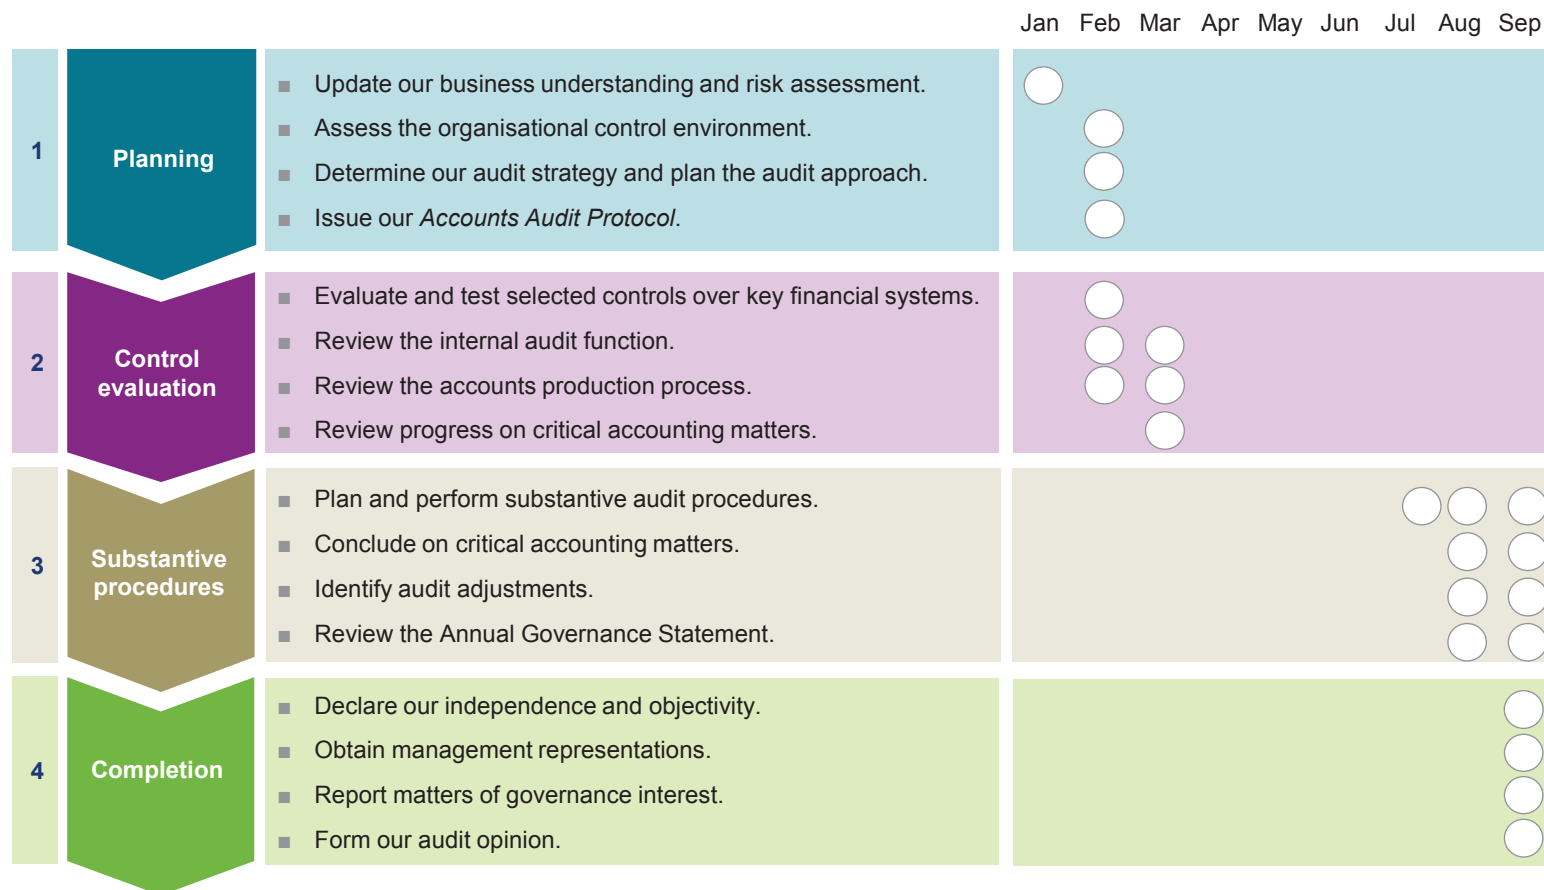 Jan Feb Mar Apr May Jun Jul Aug Sep
1
Planning
■ Update our business understanding and risk assessment.
■ Assess the organisational control environment.
■ Determine our audit strategy and plan the audit approach.
■ Issue our Accounts Audit Protocol.
2
Control
evaluation
■ Evaluate and test selected controls over key financial systems.
■ Review the internal audit function.
■ Review the accounts production process.
■ Review progress on critical accounting matters.
3
Substantive
procedures
■ Plan and perform substantive audit procedures.
■ Conclude on critical accounting matters.
■ Identify audit adjustments.
■ Review the Annual Governance Statement.
4
Completion
■ Declare our independence and objectivity.
■ Obtain management representations.
■ Report matters of governance interest.
■ Form our audit opinion.